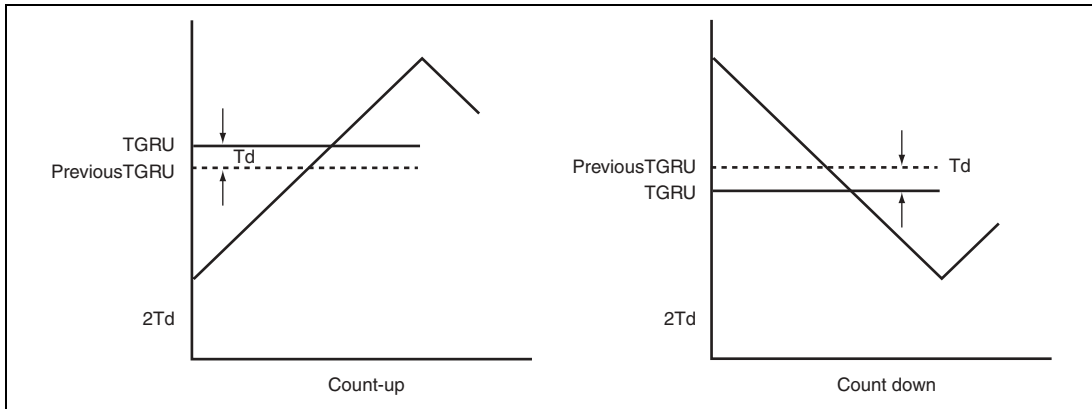 TGRU
Td
PreviousTGRU
2Td
Count-up
PreviousTGRU
Td
TGRU
2Td
Count down